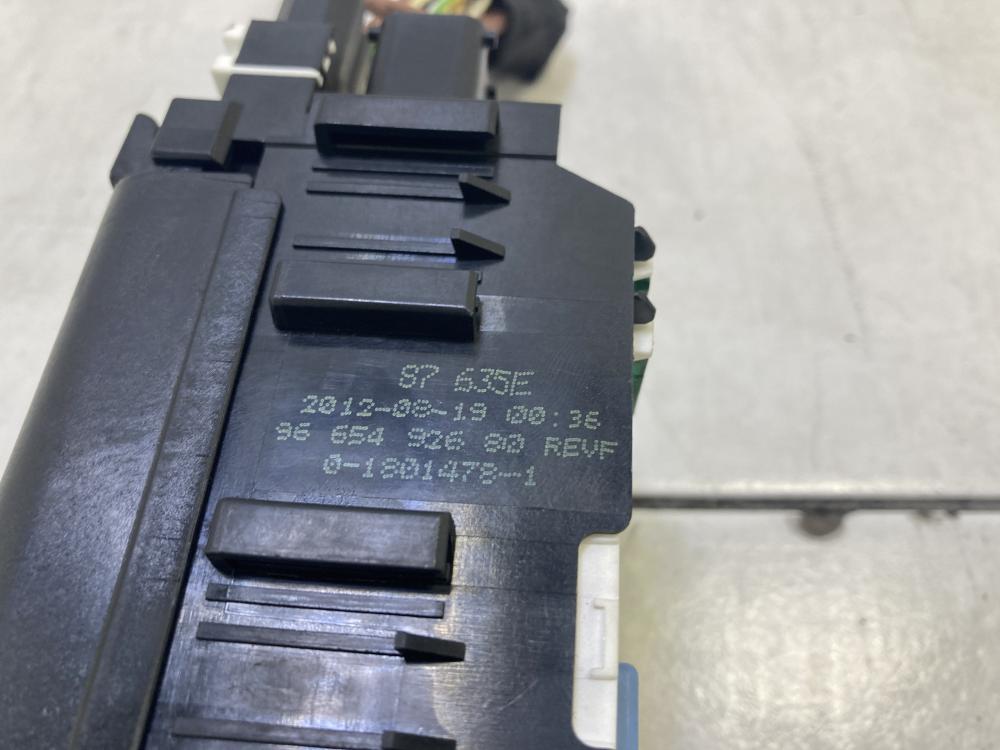 87 635E
2012-08-19 00:36
96 654 926 80 REVF
0-1801478-1